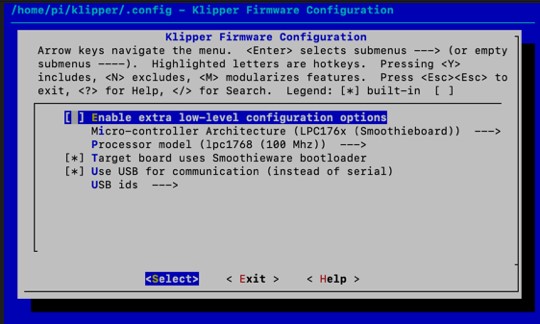 /home/pi/klipper/.config - Klipper Firmware Configuration
Klipper Firmware Configuration
Arrow keys navigate the menu.  <Enter> selects submenus ---> (or empty
submenus ----).  Highlighted letters are hotkeys.  Pressing <Y>
includes, <N> excludes, <M> modularizes features.  Press <Esc><Esc> to
exit, <?> for Help, </> for Search.  Legend: [*] built-in  [ ]
[ ] Enable extra low-level configuration options
Micro-controller Architecture (LPC176x (Smoothieboard))  --->
Processor model (lpc1768 (100 Mhz))  --->
[*] Target board uses Smoothieware bootloader
[*] Use USB for communication (instead of serial)
USB ids  --->
<Select>    < Exit >    < Help >